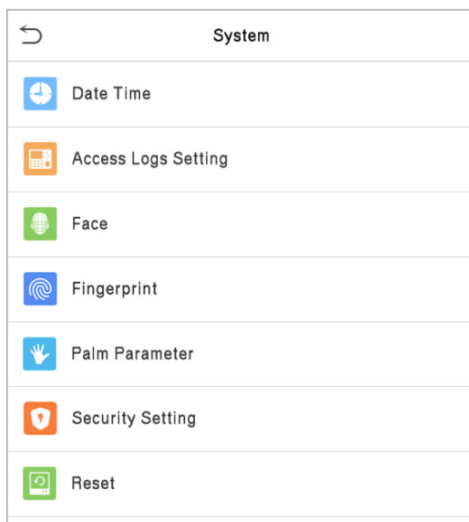 System
Date Time
Access Logs Setting
Face
Fingerprint
Palm Parameter
Security Setting
Reset